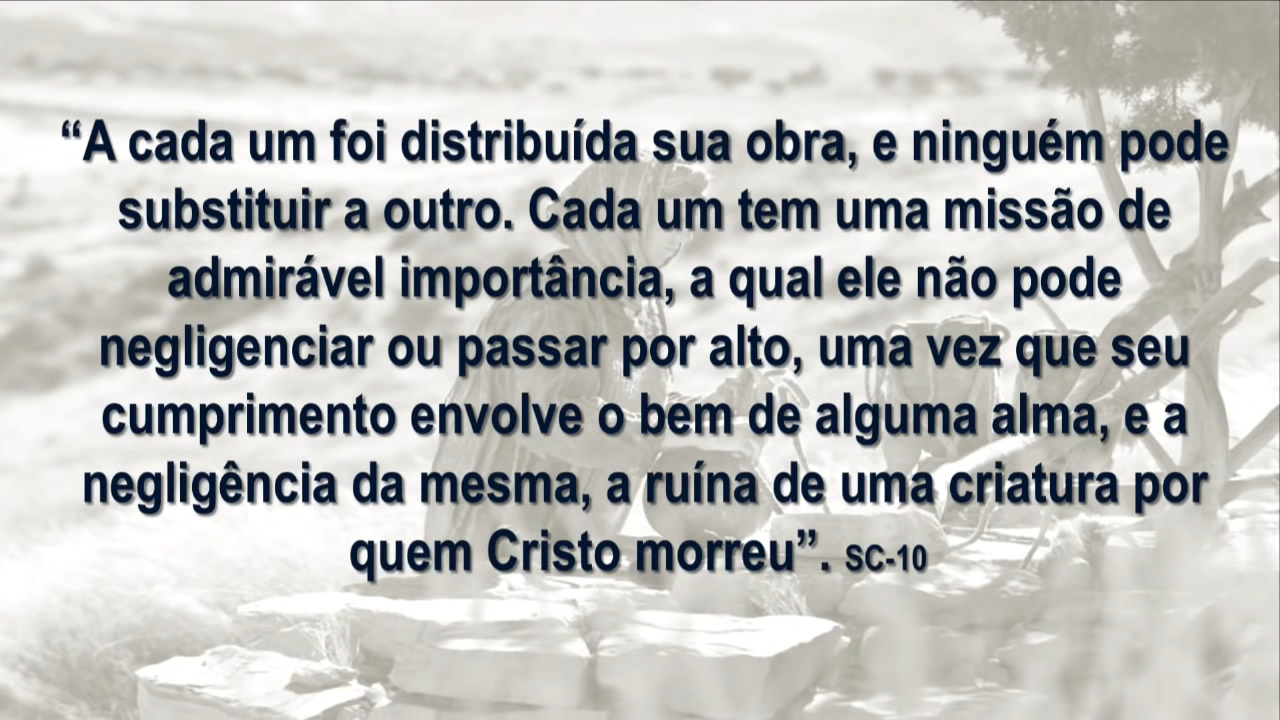 “A cada um foi distribuída sua obra, e ninguém pode
substituir a outro. Cada um tem uma missão de
admirável importância, a qual ele não pode
negligenciar ou passar por alto, uma vez que seu
cumprimento envolve o bem de alguma alma, e a
negligência da mesma, a ruína de uma criatura por
quem Cristo morreu”. SC-10